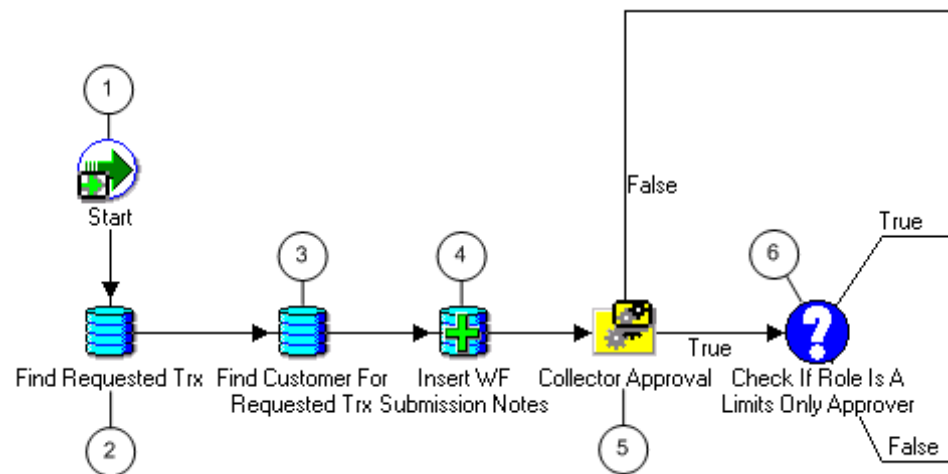 1
Start
False
True
3
4
6
Find Requested Trx
Find Customer For
Requested Trx
Insert WF
Submission Notes
Collector Approval
True
Check If Role Is A
Limits Only Approver
2
5
False